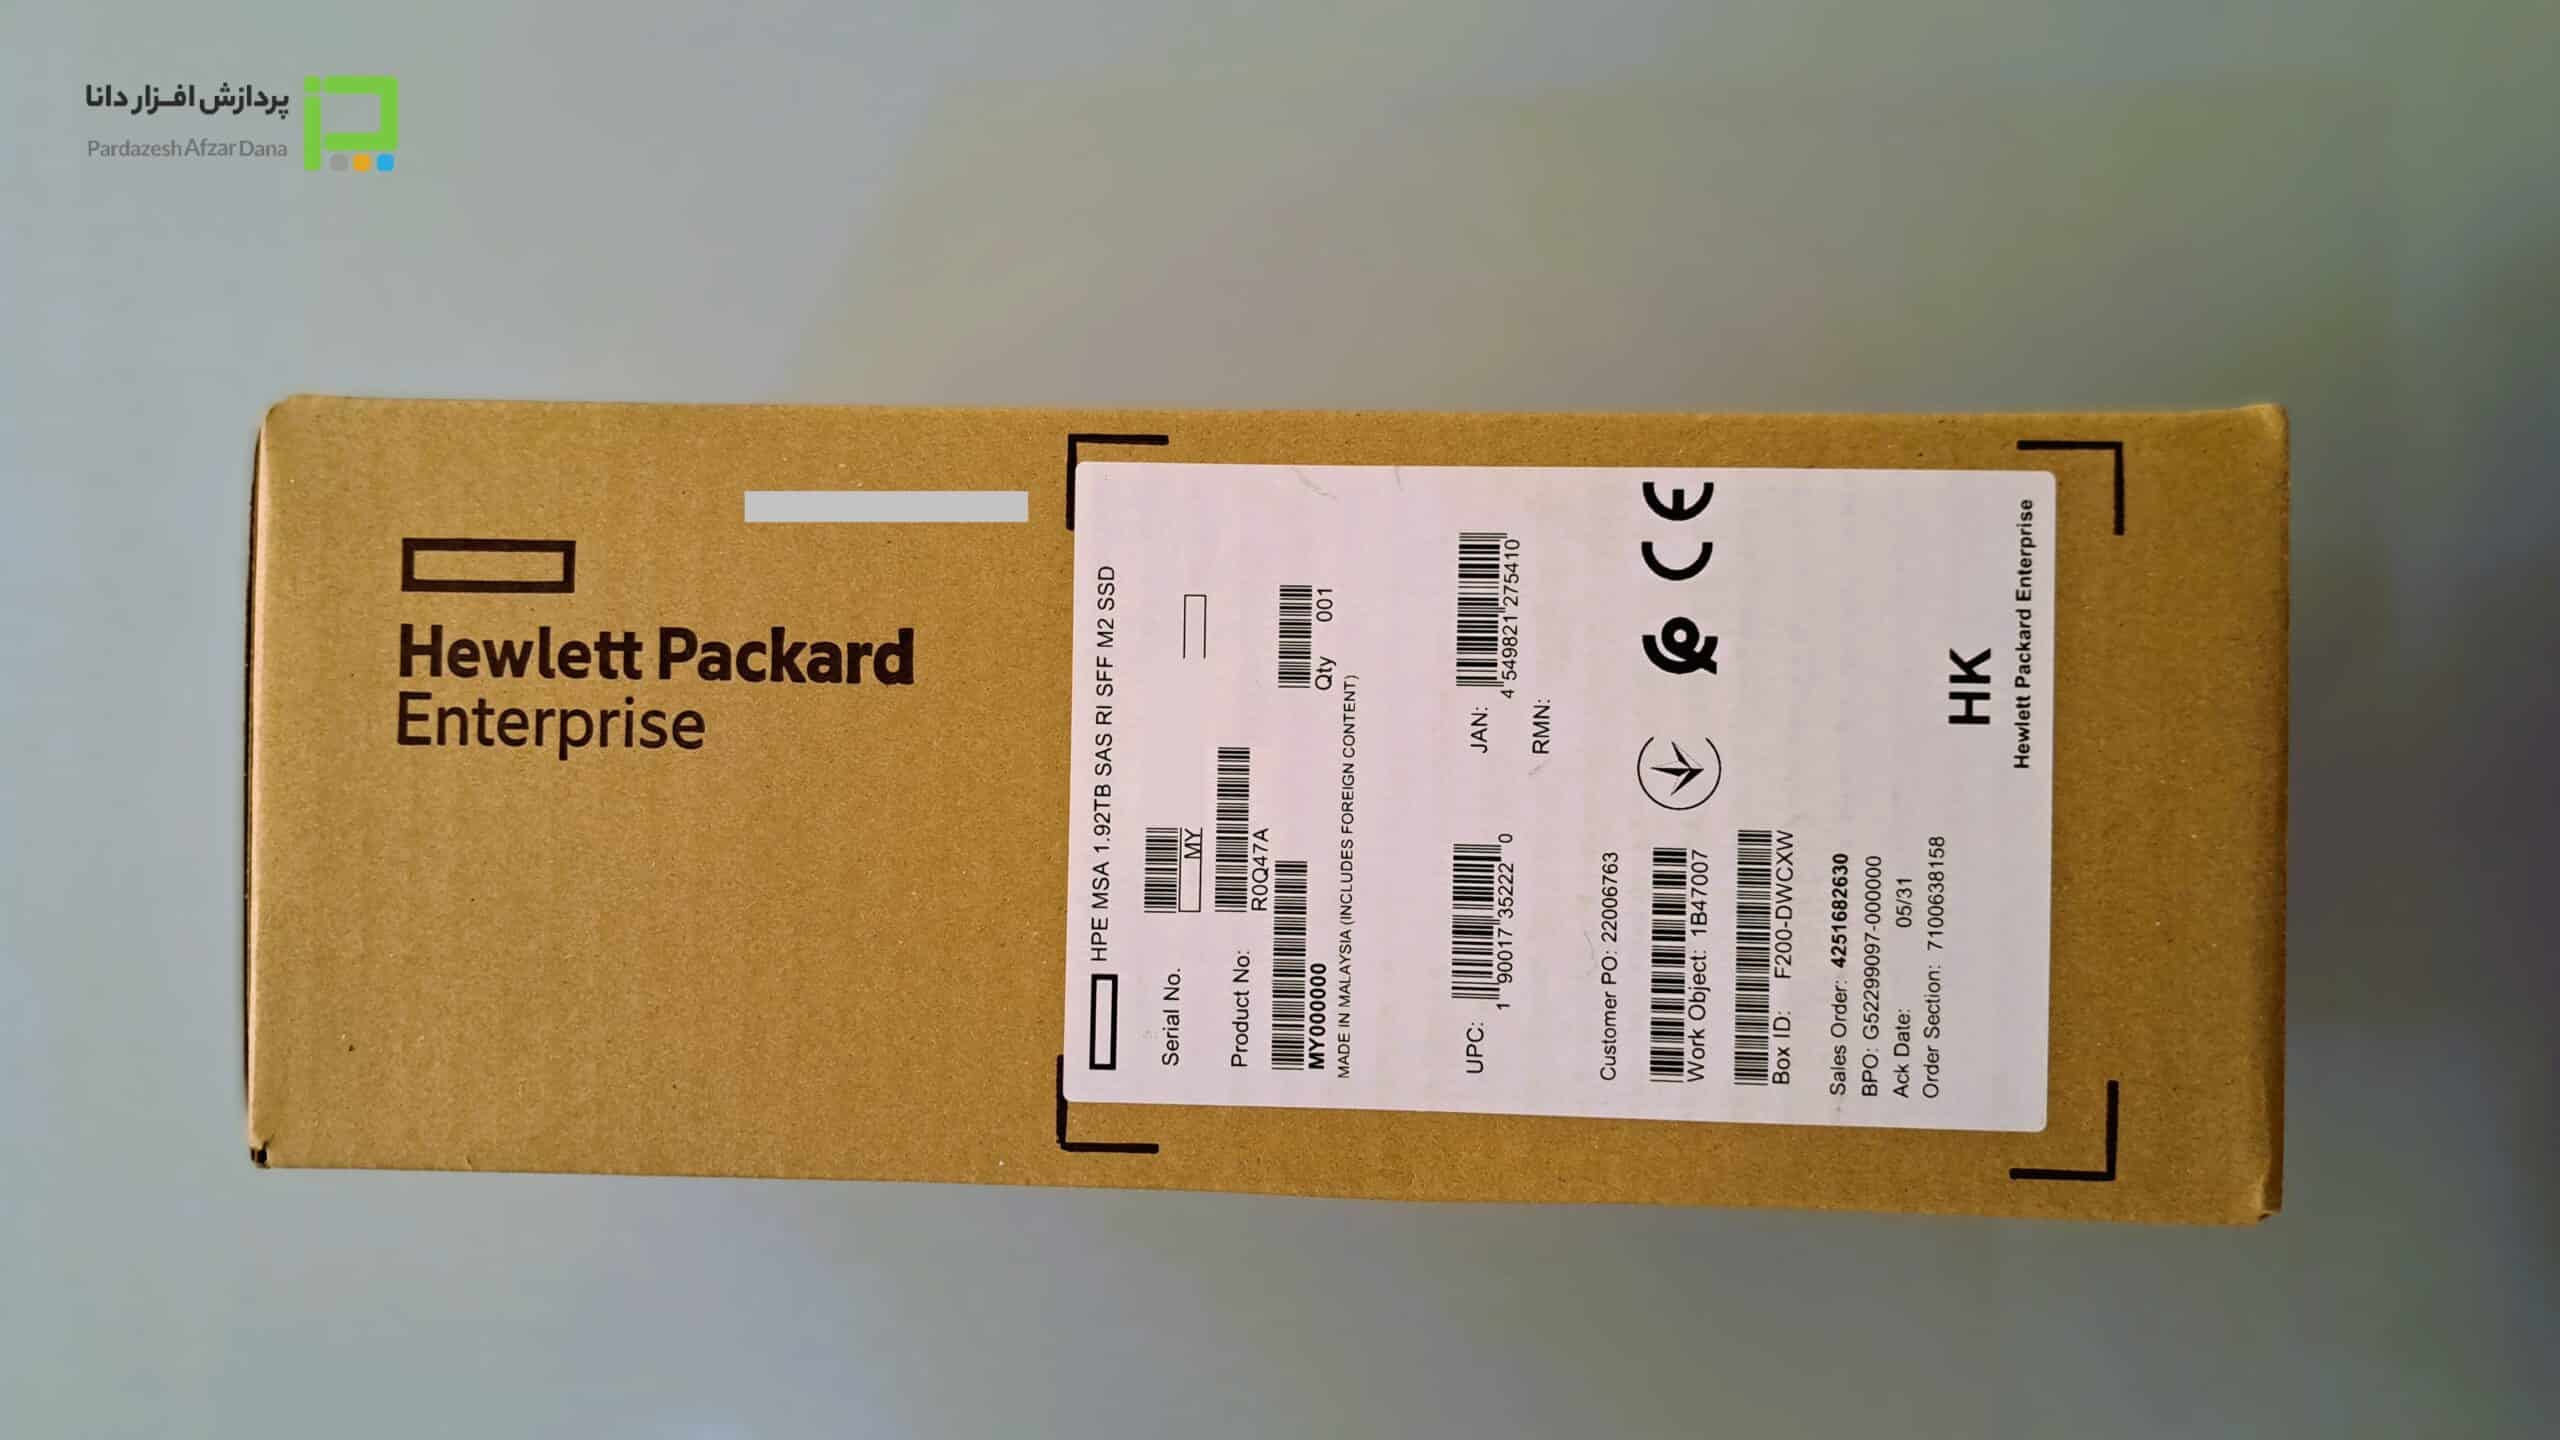 پردازش افزار دانا
Pardazesh Afzar Dana
Hewlett Packard
Enterprise
HPE MSA 1.92TB SAS RI SFF M2 SSD
Serial No.
MY
Product No:
R0Q47A
Qty 001
MY000000
MADE IN MALAYSIA (INCLUDES FOREIGN CONTENT)
UPC:
1 90017 35222 0
JAN:
4 549821 275410
RMN:
Customer PO: 22006763
Work Object: 1B47007
Box ID: F200-DWCXW
Sales Order: 4251682630
BPO: G52299097-000000
Ack Date: 05/31
Order Section: 7100638158
CE
HK
Hewlett Packard Enterprise